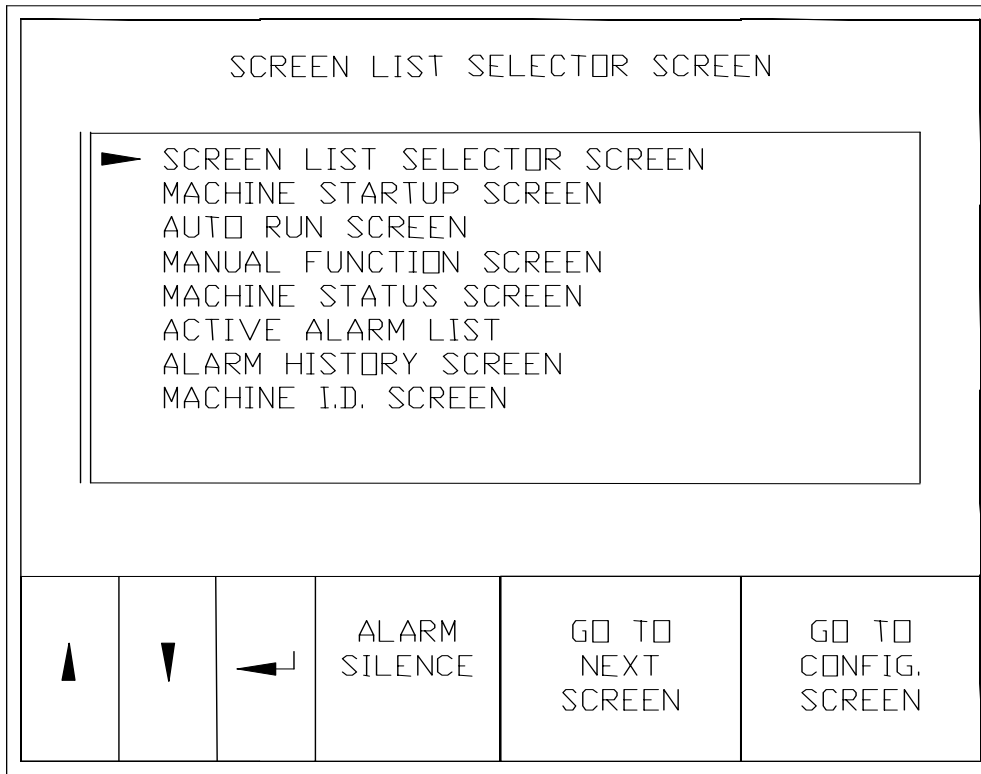 SCREEN LIST SELECTOR SCREEN
SCREEN LIST SELECTOR SCREEN
MACHINE STARTUP SCREEN
AUTO RUN SCREEN
MANUAL FUNCTION SCREEN
MACHINE STATUS SCREEN
ACTIVE ALARM LIST
ALARM HISTORY SCREEN
MACHINE I.D. SCREEN
ALARM
SILENCE
GO TO
NEXT
SCREEN
GO TO
CONFIG.
SCREEN